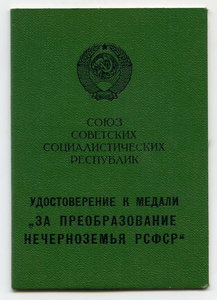 СОЮЗ
СОВЕТСКИХ
СОЦИАЛИСТИЧЕСКИХ
РЕСПУБЛИК
УДОСТОВЕРЕНИЕ К МЕДАЛИ
„ЗА ПРЕОБРАЗОВАНИЕ
НЕЧЕРНОЗЕМЬЯ РСФСР“